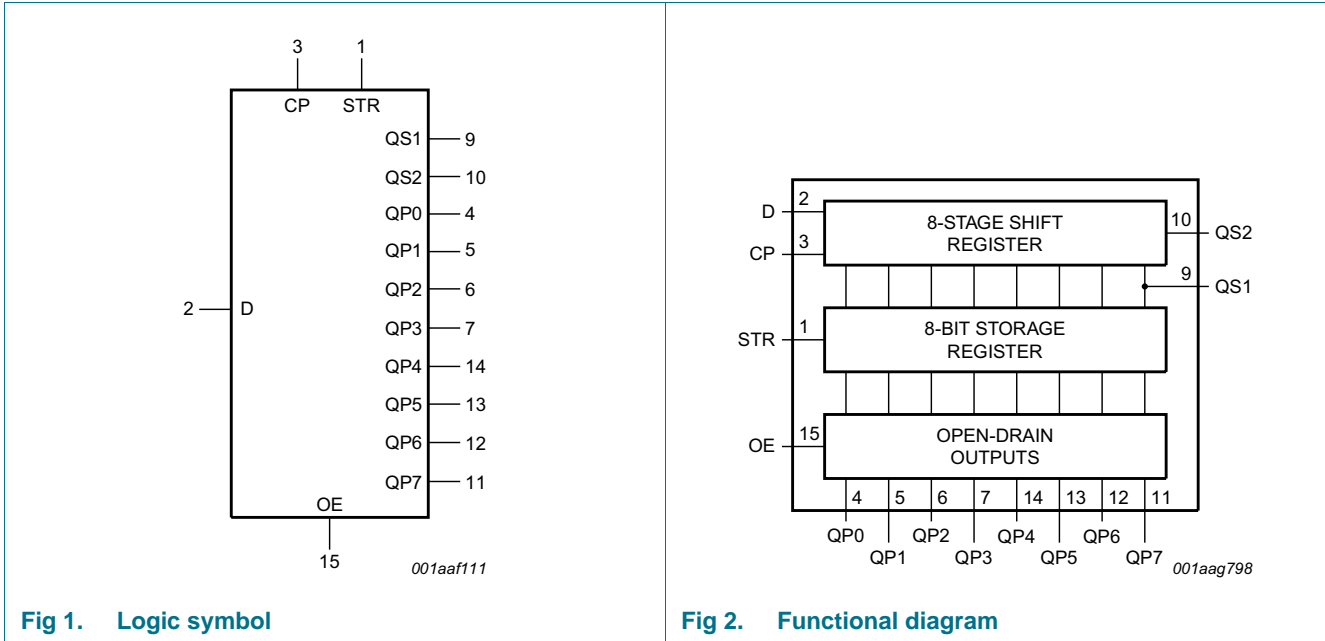 3 1
CP STR
QS1 9
QS2 10
QP0 4
QP1 5
QP2 6
2 D
QP3 7
QP4 14
QP5 13
QP6 12
QP7 11
OE
15
001aaf111
Fig 1. Logic symbol
D 2
8-STAGE SHIFT
REGISTER
10 QS2
CP 3
9 QS1
STR 1
8-BIT STORAGE
REGISTER
OE 15
OPEN-DRAIN
OUTPUTS
4 5 6 7 14 13 12 11
QP0 QP2 QP4 QP6
QP1 QP3 QP5 QP7
001aag798
Fig 2. Functional diagram